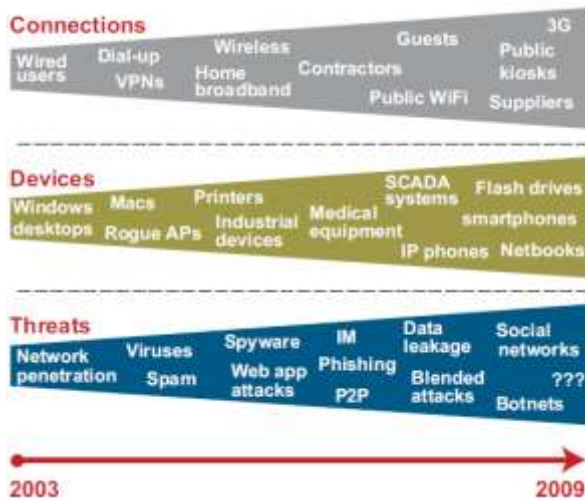 Connections
Wired
users
Dial-up
VPNs
Wireless
Home
broadband
Contractors
Guests
Public WiFi
3G
Public
kiosks
Suppliers
Devices
Windows
desktops
Macs
Rogue APs
Printers
Industrial
devices
Medical
equipment
SCADA
systems
IP phones
Flash drives
smartphones
Netbooks
Threats
Network
penetration
Viruses
Spam
Spyware
Web app
attacks
IM
Phishing
P2P
Data
leakage
Blended
attacks
Social
networks
???
Botnets
2003
2009